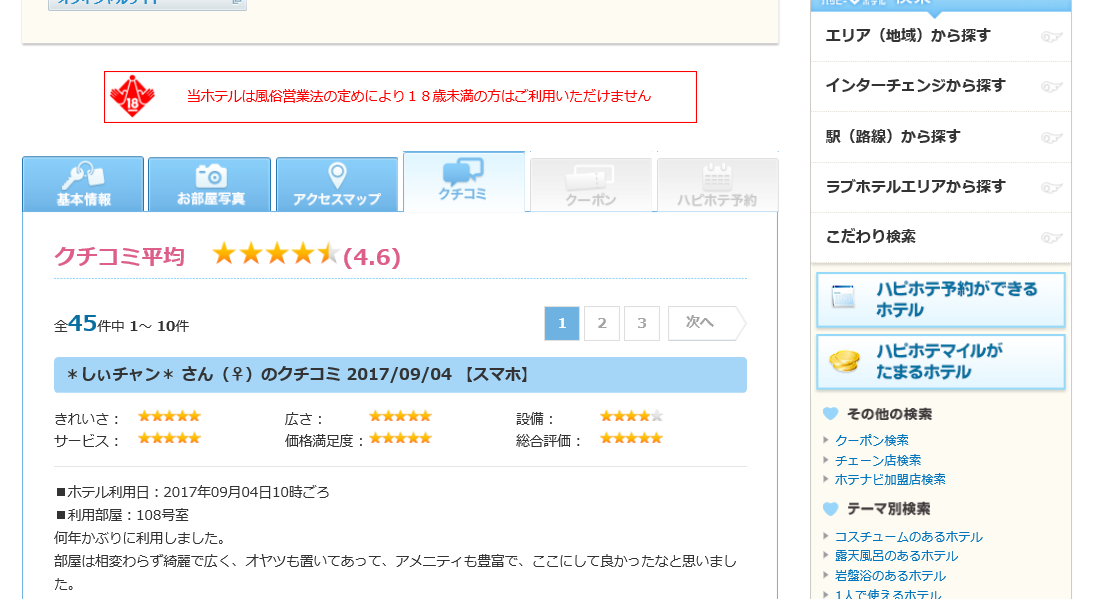 オフィシャルサイト
18
当ホテルは風俗営業法の定めにより１８歳未満の方はご利用いただけません
基本情報
お部屋写真
アクセスマップ
クチコミ
クーポン
ハピホテ予約
クチコミ平均 (4.6)
全45件中 1～ 10件
1 2 3 次へ
＊しぃチャン＊ さん（♀）のクチコミ 2017/09/04 【スマホ】
きれいさ： 広さ： 設備：
サービス： 価格満足度： 総合評価：
■ホテル利用日：2017年09月04日10時ごろ
■利用部屋：108号室
何年かぶりに利用しました。
部屋は相変わらず綺麗で広く、オヤツも置いてあって、アメニティも豊富で、ここにして良かったなと思いまし
た。
エリア（地域）から探す
インターチェンジから探す
駅（路線）から探す
ラブホテルエリアから探す
こだわり検索
ハピホテ予約ができる
ホテル
ハピホテマイルが
たまるホテル
その他の検索
クーポン検索
チェーン店検索
ホテナビ加盟店検索
テーマ別検索
コスチュームのあるホテル
露天風呂のあるホテル
岩盤浴のあるホテル
1人で使えるホテル